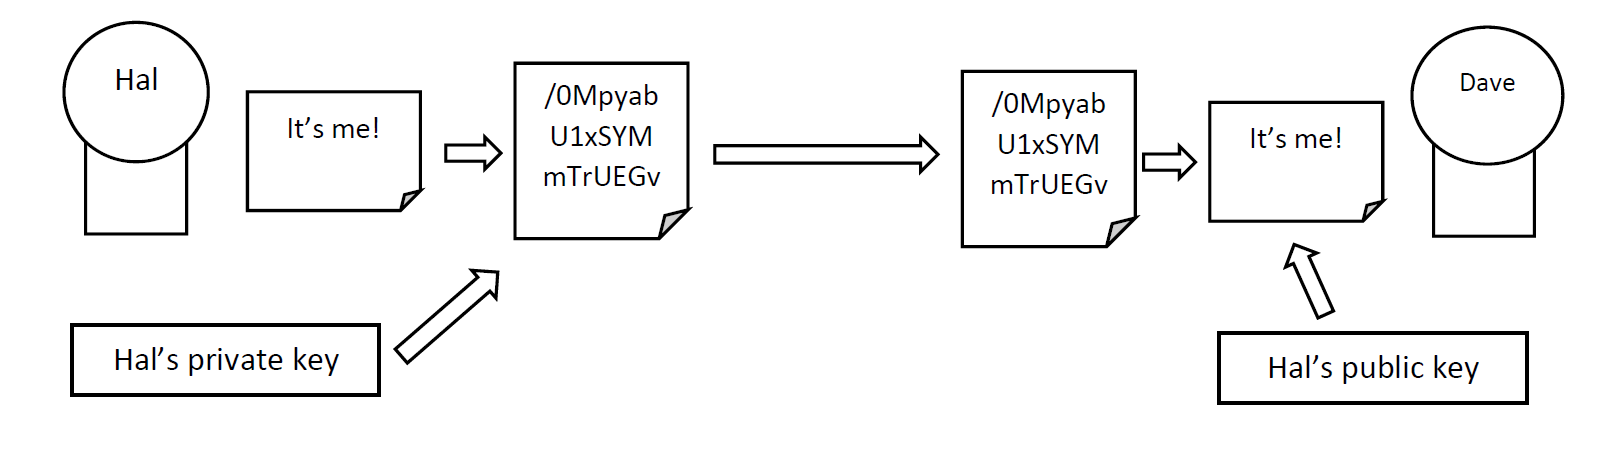 Hal
It's me!
/0Mpyab
U1xSYM
mTrUEGv
/0Mpyab
U1xSYM
mTrUEGv
It's me!
Dave
Hal's private key
Hal's public key